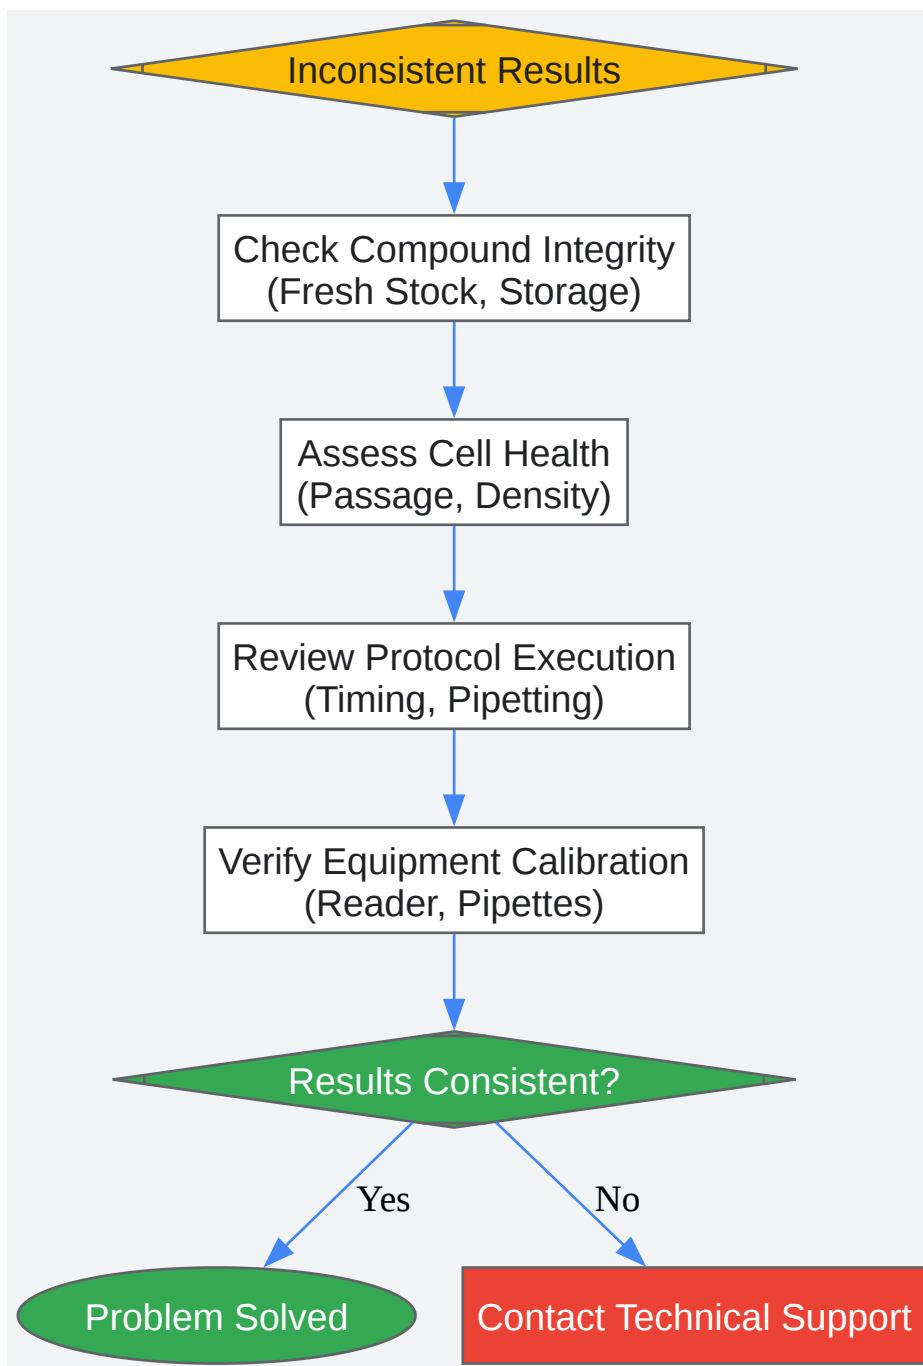 Inconsistent Results
Check Compound Integrity
(Fresh Stock, Storage)
Assess Cell Health
(Passage, Density)
Review Protocol Execution
(Timing, Pipetting)
Verify Equipment Calibration
(Reader, Pipettes)
Results Consistent?
Yes
No
Problem Solved
Contact Technical Support